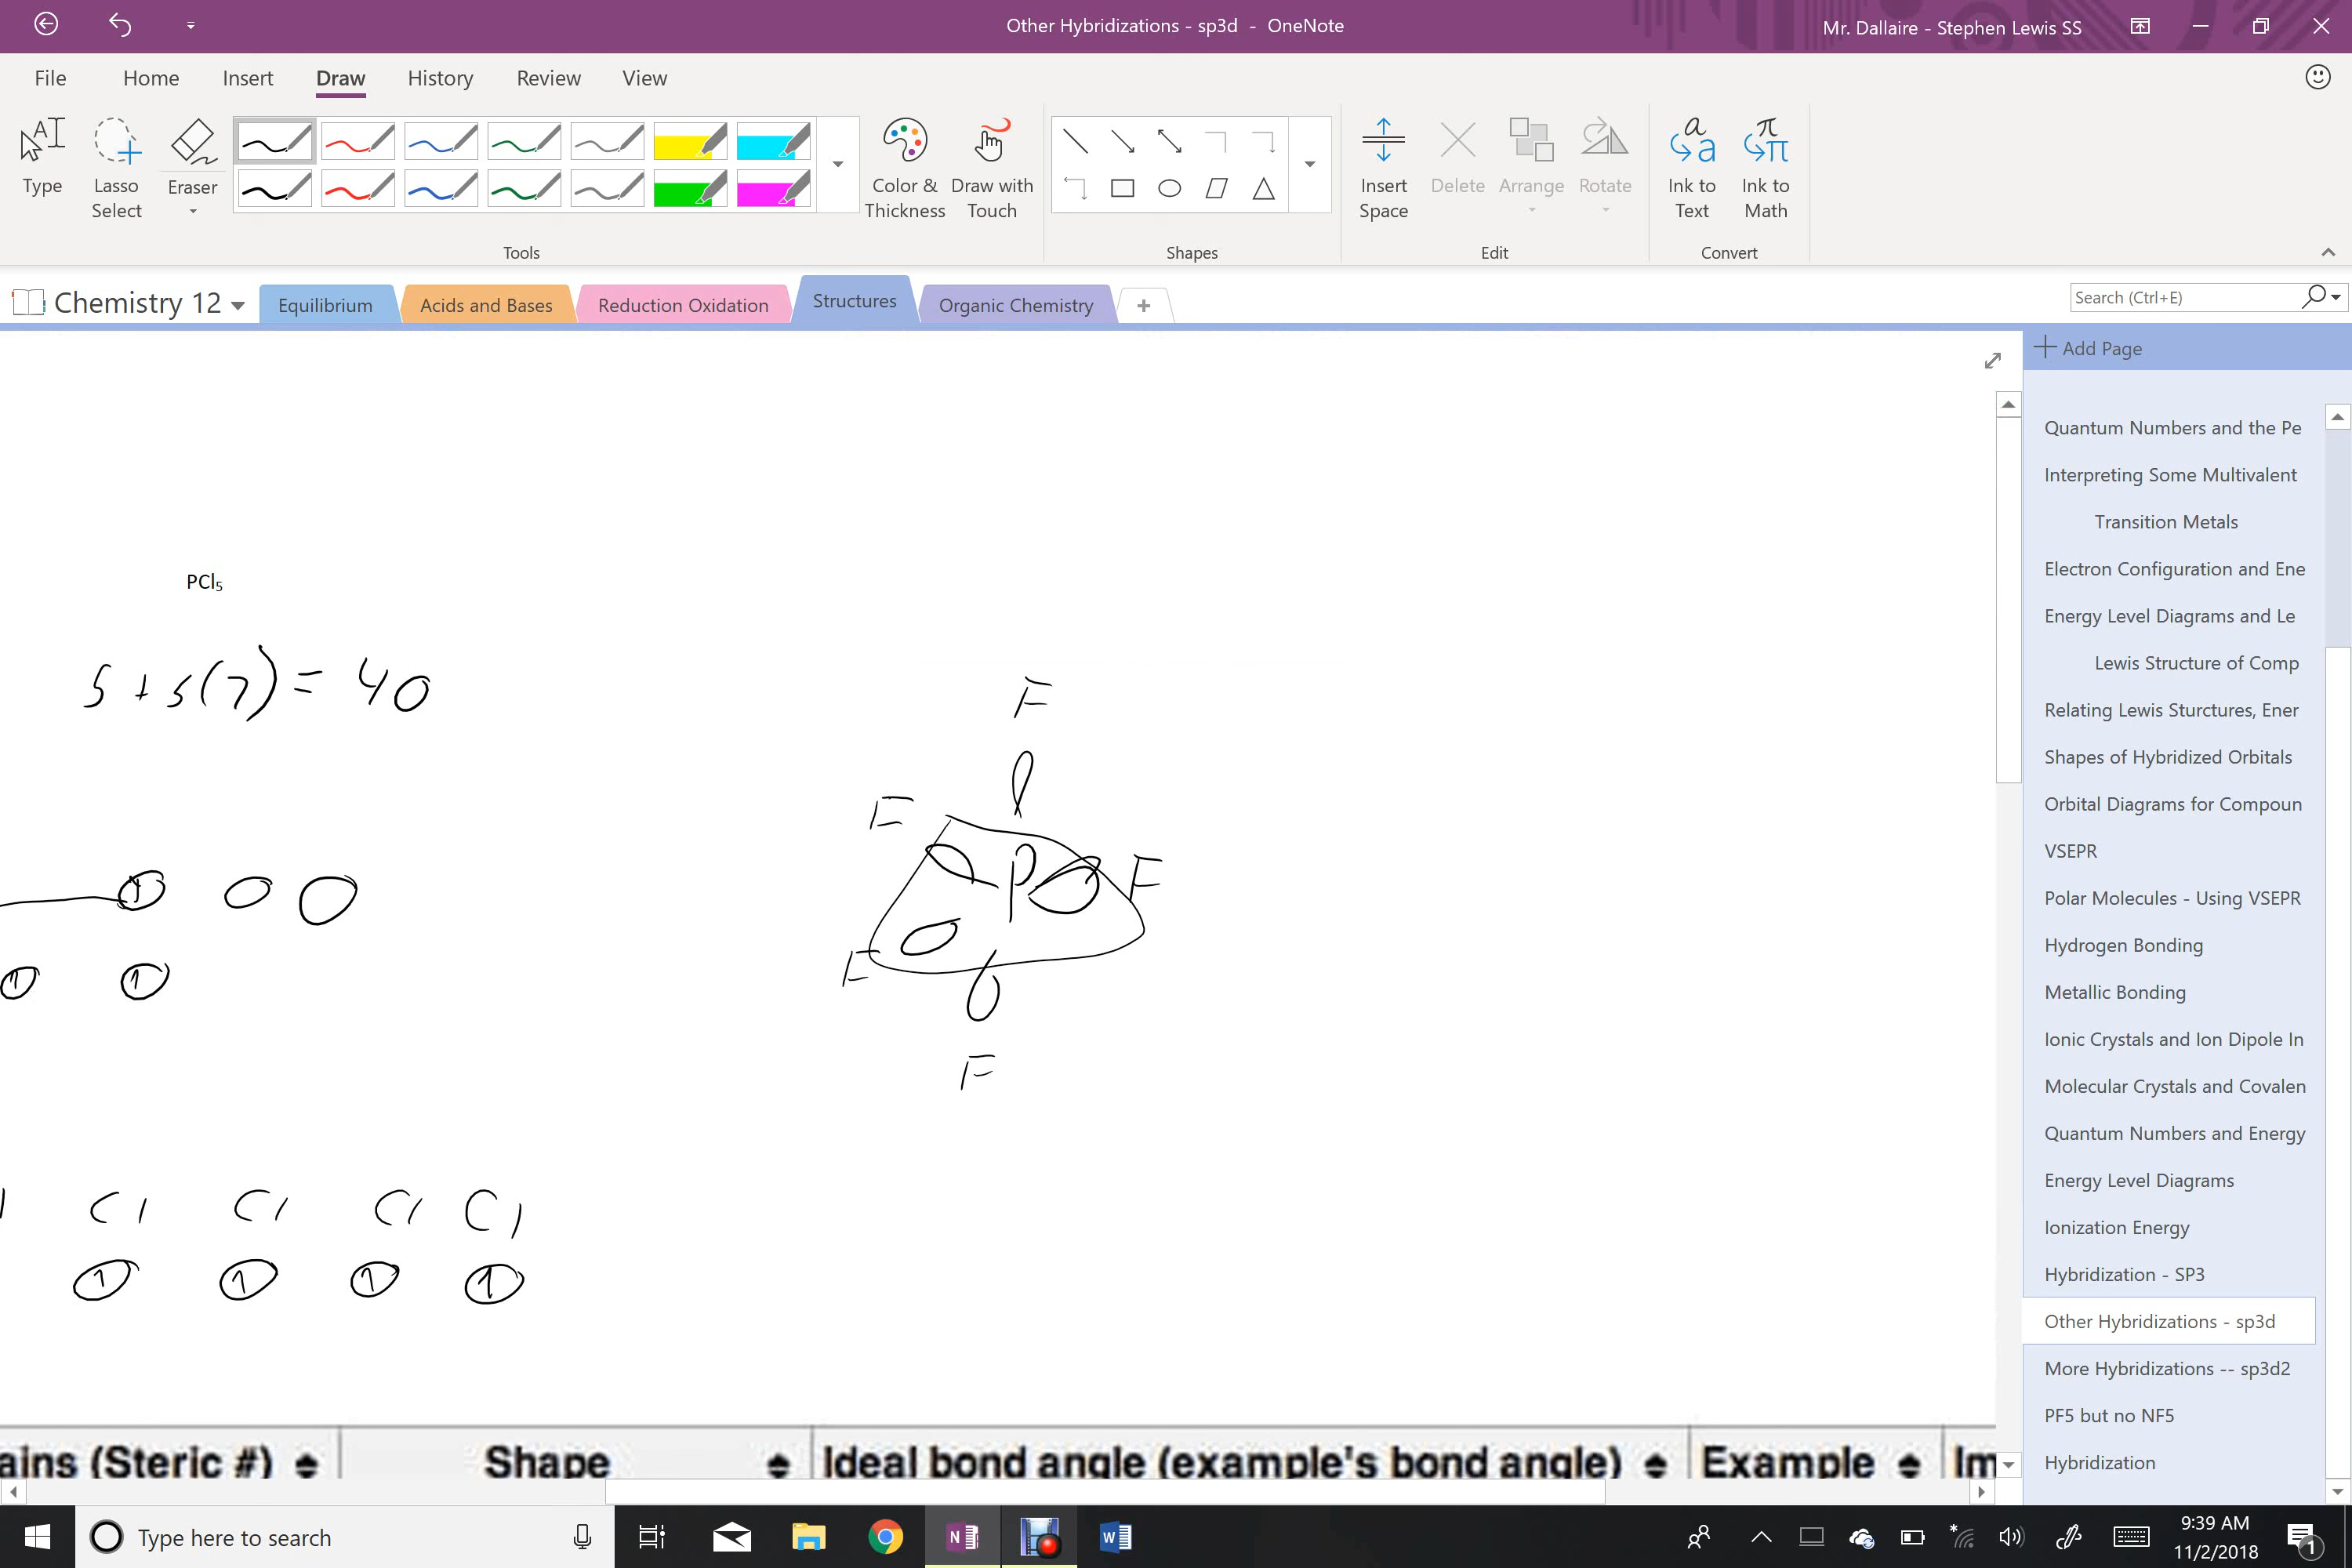 Other Hybridizations - sp3d - OneNote
Mr. Dallaire - Stephen Lewis SS
File Home Insert Draw History Review View
Type
Lasso Select
Eraser
Color & Thickness
Draw with Touch
Insert Space
Delete
Arrange
Rotate
Ink to Text
Ink to Math
Tools
Shapes
Edit
Convert
Chemistry 12
Equilibrium
Acids and Bases
Reduction Oxidation
Structures
Organic Chemistry
Search (Ctrl+E)
Add Page
Quantum Numbers and the Pe
Interpreting Some Multivalent
Transition Metals
Electron Configuration and Ene
Energy Level Diagrams and Le
Lewis Structure of Comp
Relating Lewis Sturctures, Ener
Shapes of Hybridized Orbitals
Orbital Diagrams for Compoun
VSEPR
Polar Molecules - Using VSEPR
Hydrogen Bonding
Metallic Bonding
Ionic Crystals and Ion Dipole In
Molecular Crystals and Covalen
Quantum Numbers and Energy
Energy Level Diagrams
Ionization Energy
Hybridization - SP3
Other Hybridizations - sp3d
More Hybridizations -- sp3d2
PF5 but no NF5
Hybridization
PCl₅
5 + 5(7) = 40
F
F
P F
F
F
Cl Cl Cl Cl
ains (Steric #) Shape Ideal bond angle (example's bond angle) Example Im
Type here to search
9:39 AM
11/2/2018
1